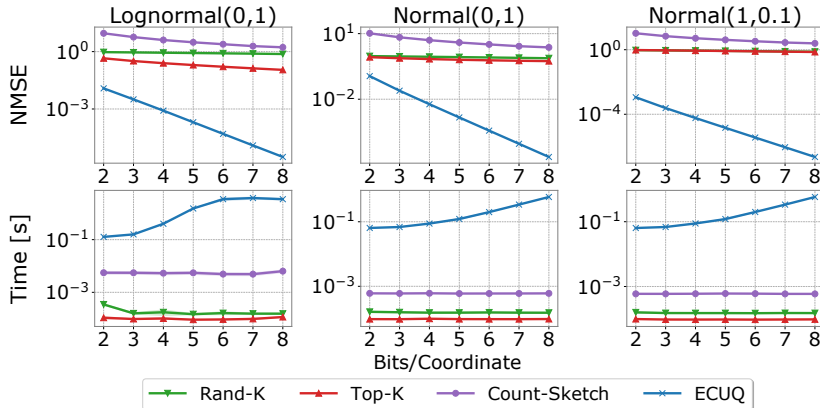 Lognormal(0,1) Normal(0,1) Normal(1,0.1)
NMSE
10^0
10^-3
2 3 4 5 6 7 8
10^1
10^-2
2 3 4 5 6 7 8
10^0
10^-4
2 3 4 5 6 7 8
Time [s]
10^-1
10^-3
2 3 4 5 6 7 8
10^-1
10^-3
10^-4
2 3 4 5 6 7 8
10^-1
10^-3
10^-4
2 3 4 5 6 7 8
Bits/Coordinate
Rand-K Top-K Count-Sketch ECUQ